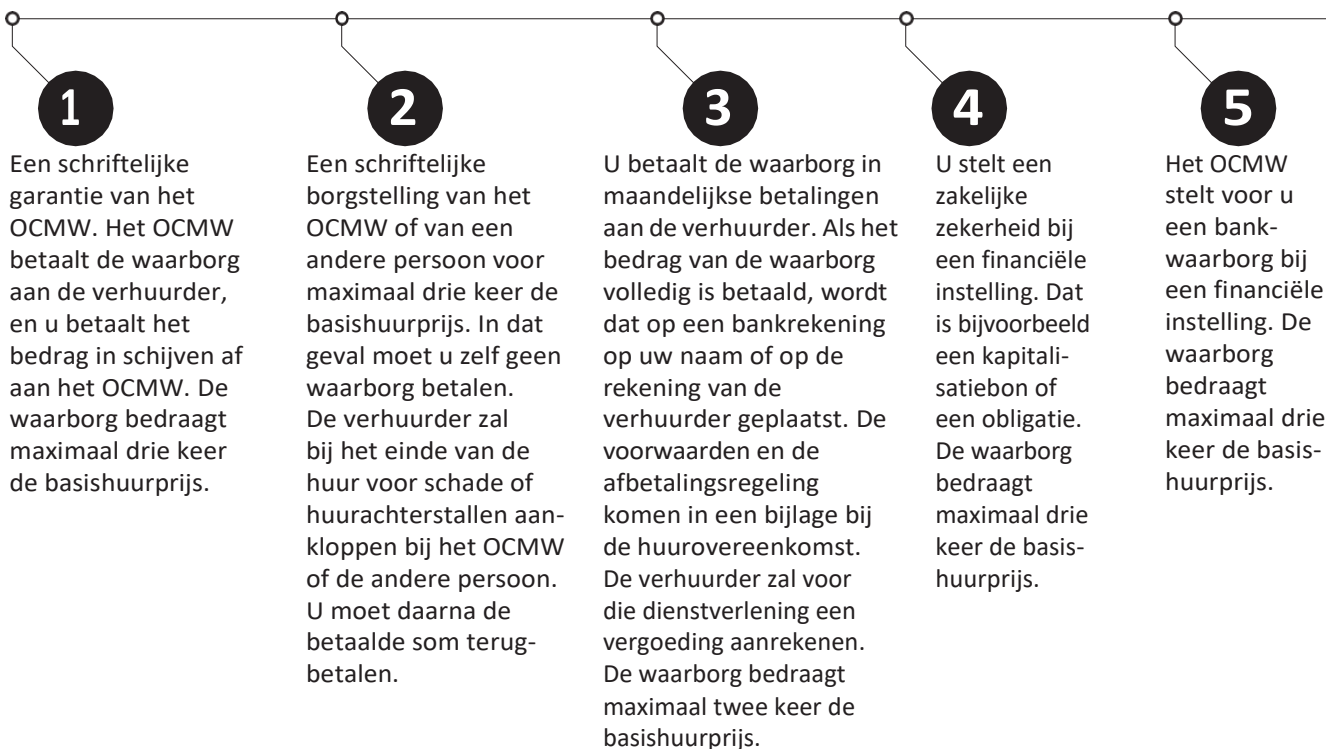 1
Een schriftelijke
garantie van het
OCMW. Het OCMW
betaalt de waarborg
aan de verhuurder,
en u betaalt het
bedrag in schijven af
aan het OCMW. De
waarborg bedraagt
maximaal drie keer
de basishuurprijs.
2
Een schriftelijke
borgstelling van het
OCMW of van een
andere persoon voor
maximaal drie keer de
basishuurprijs. In dat
geval moet u zelf geen
waarborg betalen.
De verhuurder zal
bij het einde van de
huur voor schade of
huurachterstallen aan-
kloppen bij het OCMW
of de andere persoon.
U moet daarna de
betaalde som terug-
betalen.
3
U betaalt de waarborg in
maandelijkse betalingen
aan de verhuurder. Als het
bedrag van de waarborg
volledig is betaald, wordt
dat op een bankrekening
op uw naam of op de
rekening van de
verhuurder geplaatst. De
voorwaarden en de
afbetalingsregeling
komen in een bijlage bij
de huurovereenkomst.
De verhuurder zal voor
die dienstverlening een
vergoeding aanrekenen.
De waarborg bedraagt
maximaal twee keer de
basishuurprijs.
4
U stelt een
zakelijke
zekerheid bij
een financiële
instelling. Dat
is bijvoorbeeld
een kapitali-
satiebon of
een obligatie.
De waarborg
bedraagt
maximaal drie
keer de basis-
huurprijs.
5
Het OCMW
stelt voor u
een bank-
waarborg bij
een financiële
instelling. De
waarborg
bedraagt
maximaal drie
keer de basis-
huurprijs.